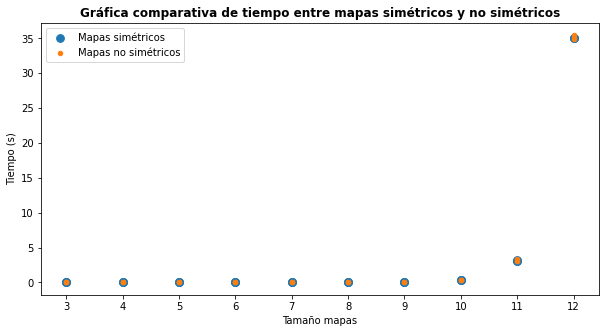 Gráfica comparativa de tiempo entre mapas simétricos y no simétricos
Mapas simétricos
Mapas no simétricos
35
30
25
20
15
10
5
0
Tiempo (s)
3 4 5 6 7 8 9 10 11 12
Tamaño mapas